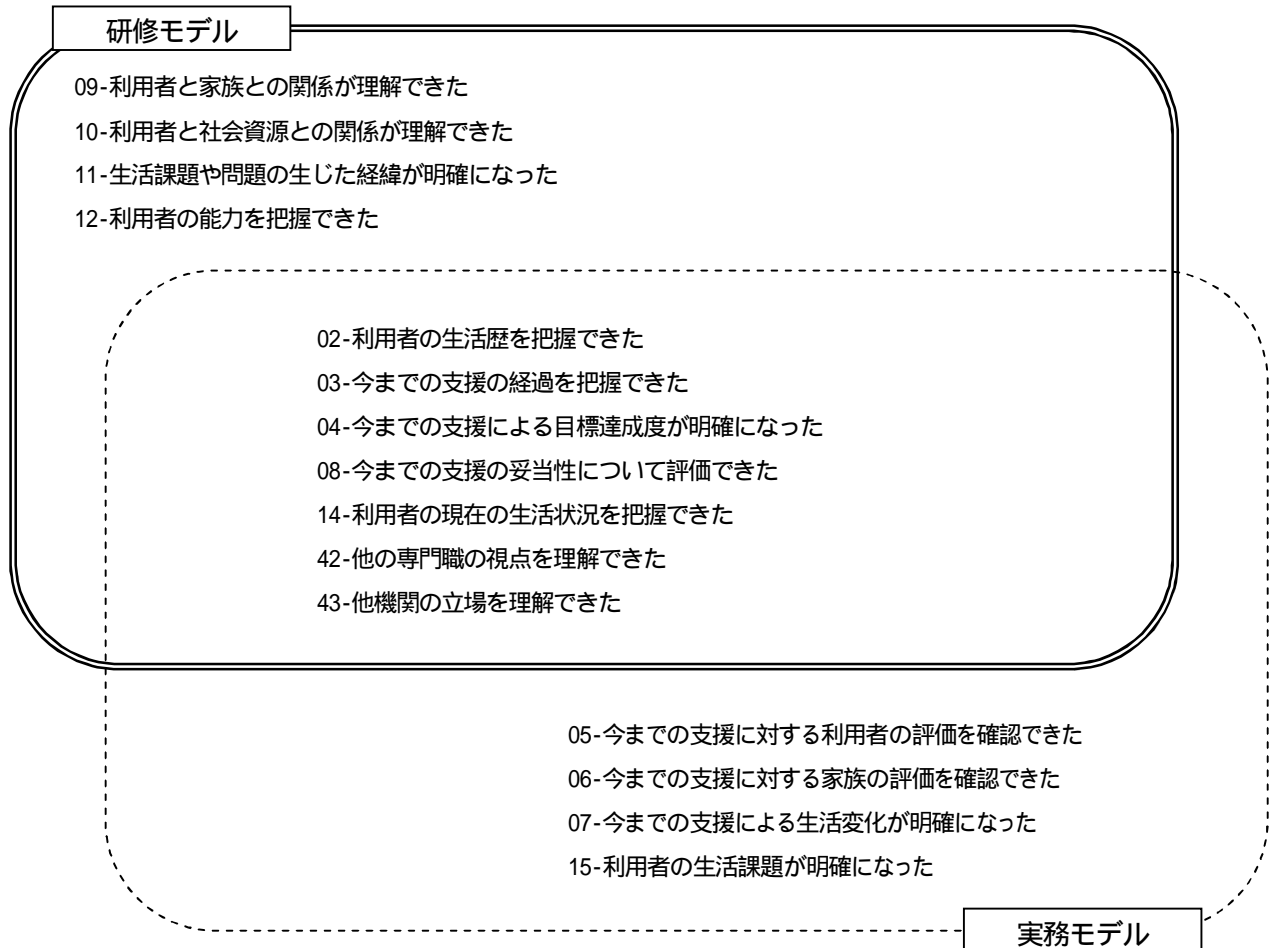 研修モデル
09-利用者と家族との関係が理解できた
10-利用者と社会資源との関係が理解できた
11-生活課題や問題の生じた経緯が明確になった
12-利用者の能力を把握できた
02-利用者の生活歴を把握できた
03-今までの支援の経過を把握できた
04-今までの支援による目標達成度が明確になった
08-今までの支援の妥当性について評価できた
14-利用者の現在の生活状況を把握できた
42-他の専門職の視点を理解できた
43-他機関の立場を理解できた
05-今までの支援に対する利用者の評価を確認できた
06-今までの支援に対する家族の評価を確認できた
07-今までの支援による生活変化が明確になった
15-利用者の生活課題が明確になった
実務モデル